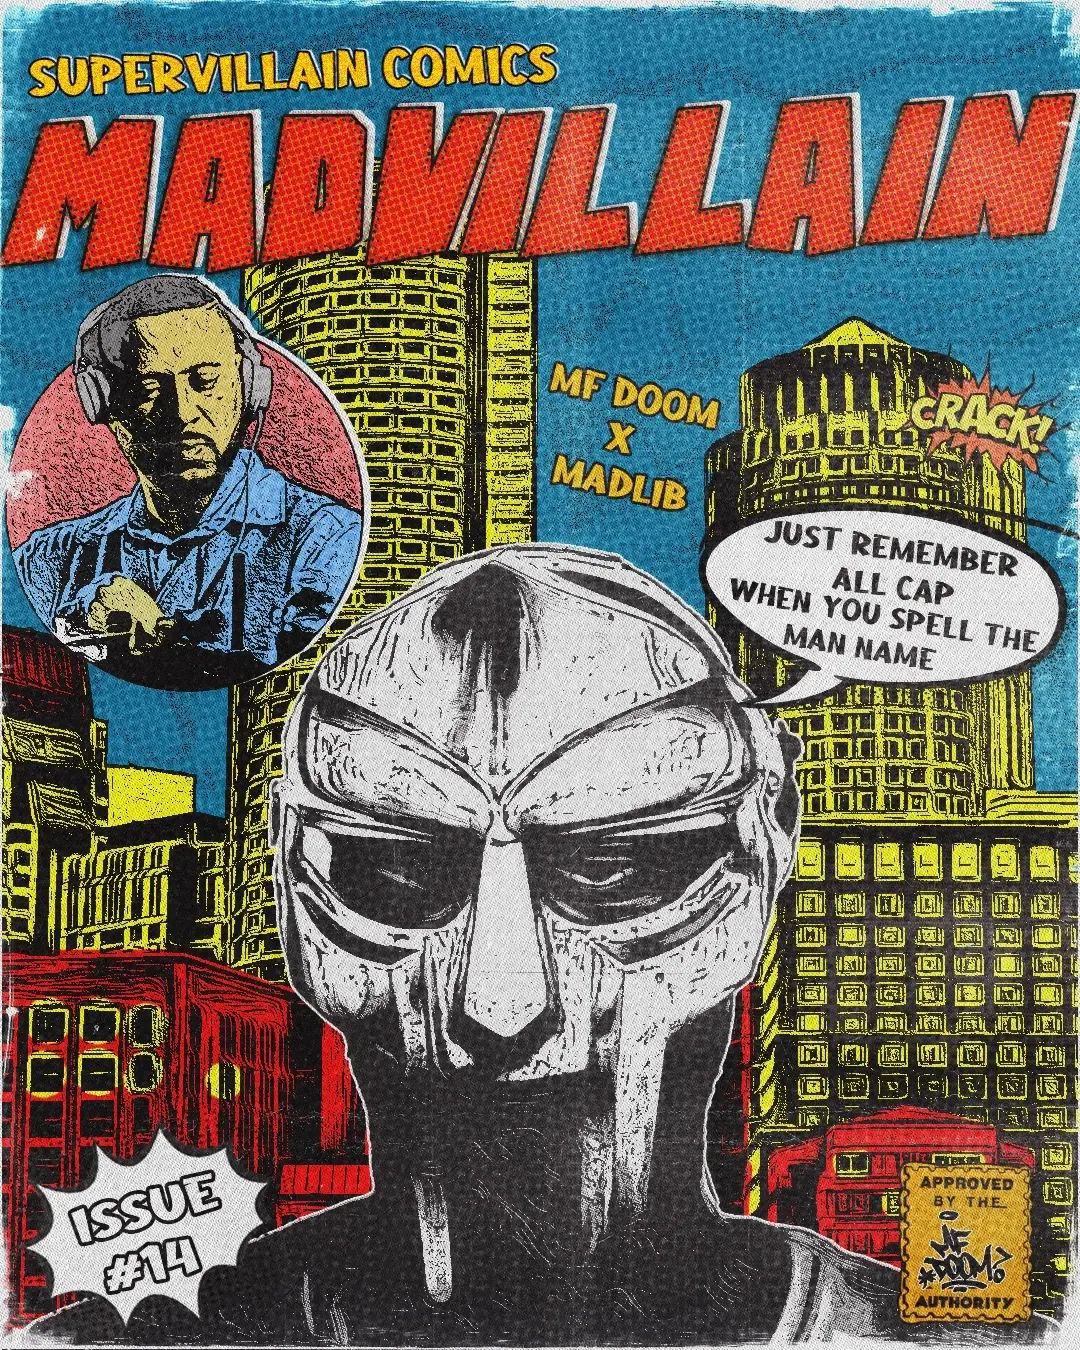 SUPERVILLAIN COMICS
MADVILLAIN
MF DOOM
X
MADLIB
CRACK!
JUST REMEMBER
ALL CAP
WHEN YOU SPELL THE
MAN NAME
ISSUE
#14
APPROVED
BY THE
MF
DOOM
AUTHORITY